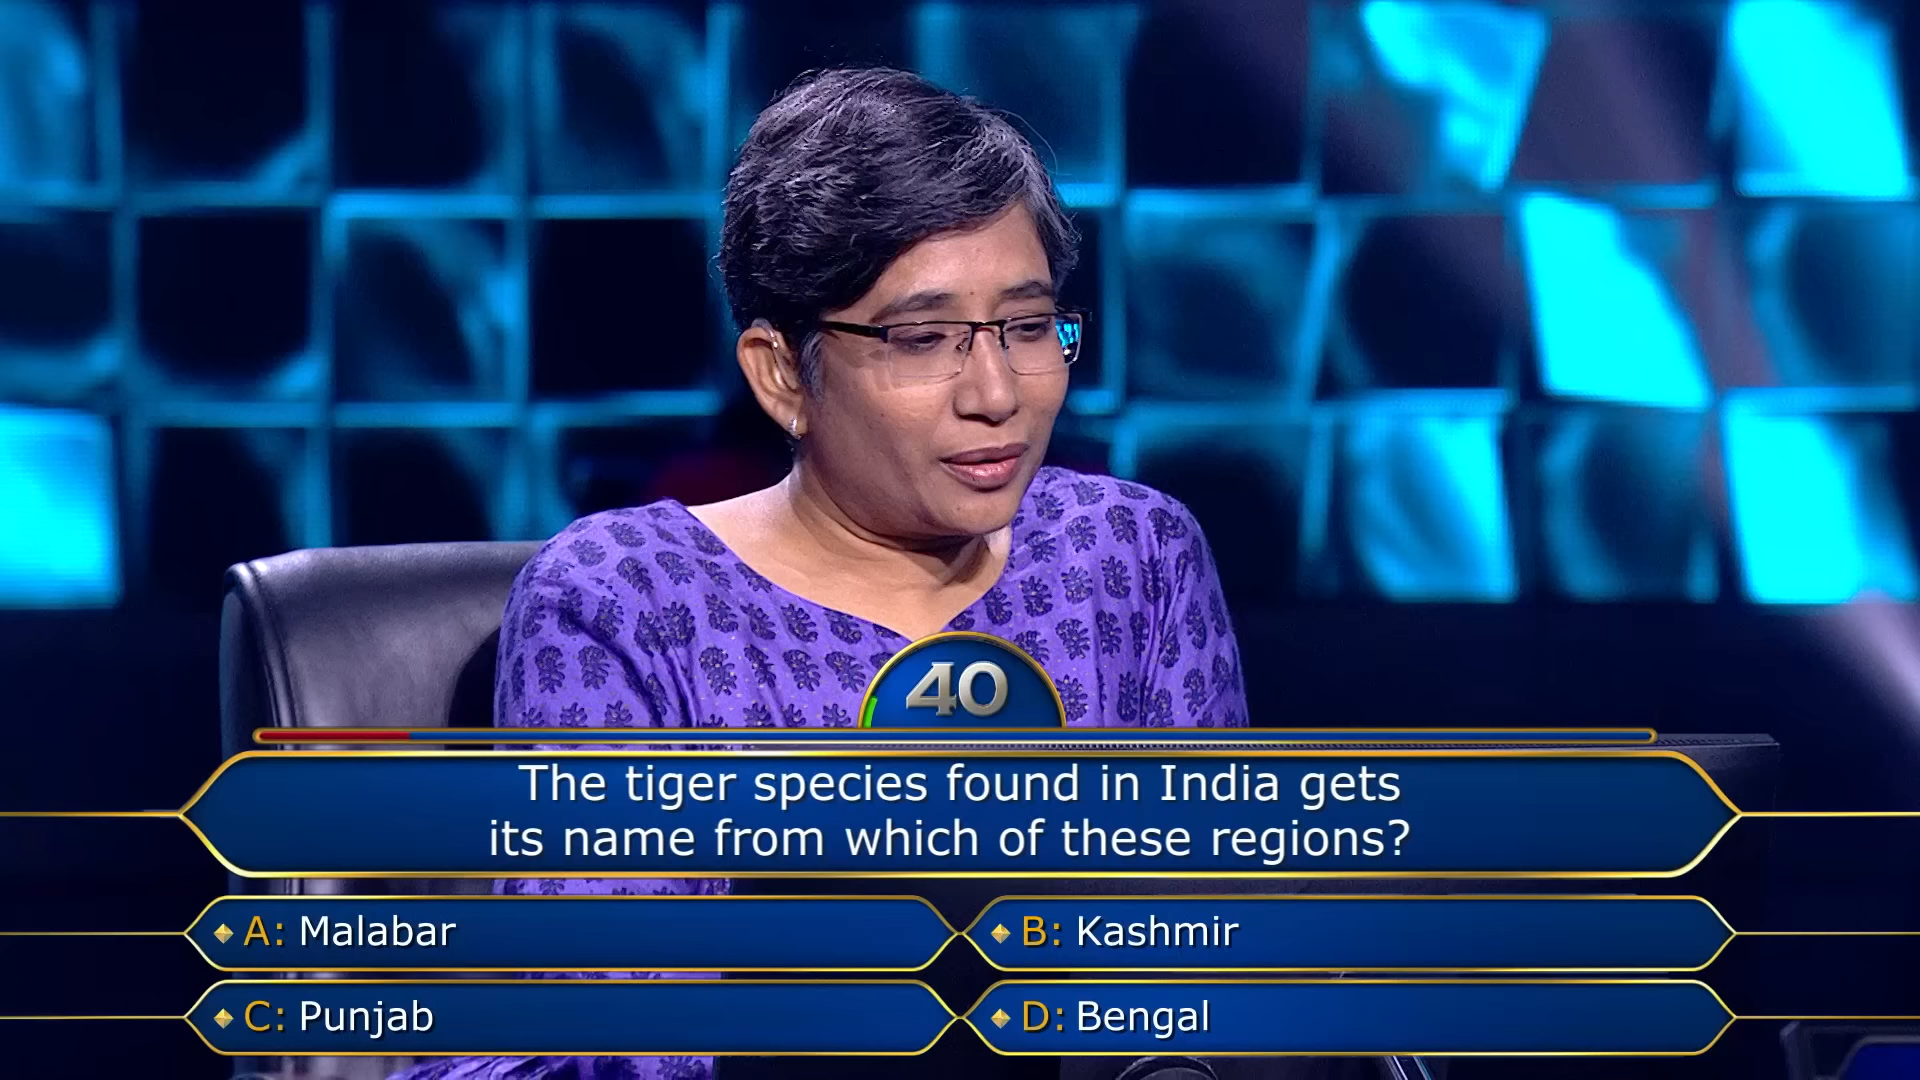 40
The tiger species found in India gets
its name from which of these regions?
A: Malabar
B: Kashmir
C: Punjab
D: Bengal